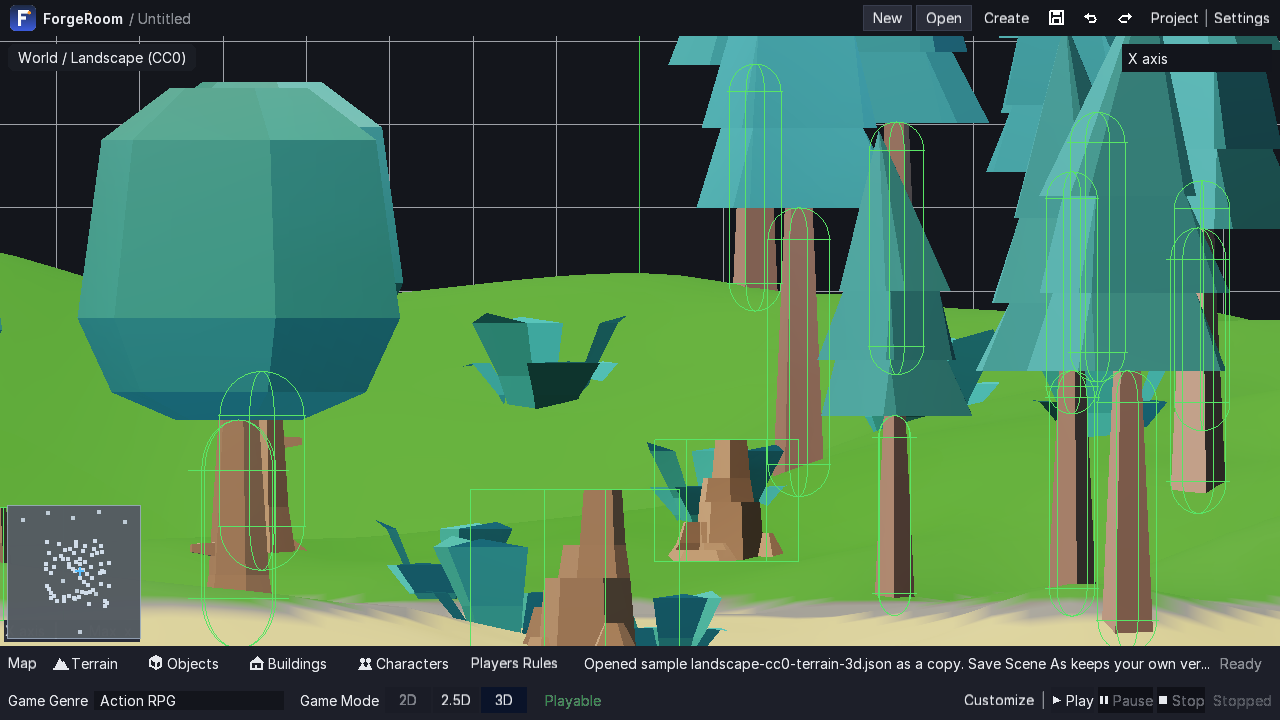 F ForgeRoom / Untitled New Open Create Project Settings
World / Landscape (CC0)
X axis
Map Terrain Objects Buildings Characters Players Rules Opened sample landscape-cc0-terrain-3d.json as a copy. Save Scene As keeps your own ver... Ready
Game Genre Action RPG Game Mode 2D 2.5D 3D Playable Customize Play Pause Stop Stopped